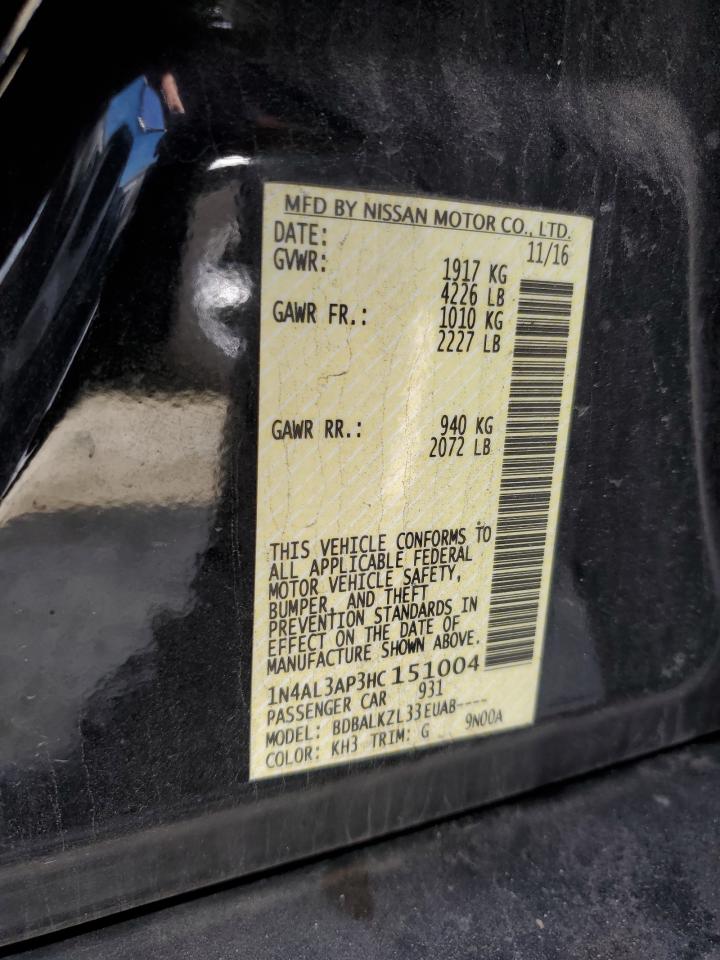 MFD BY NISSAN MOTOR CO., LTD.
DATE: 11/16
GVWR: 1917 KG
4226 LB
GAWR FR.: 1010 KG
2227 LB
GAWR RR.: 940 KG
2072 LB
THIS VEHICLE CONFORMS TO
ALL APPLICABLE FEDERAL
MOTOR VEHICLE SAFETY,
BUMPER, AND THEFT
PREVENTION STANDARDS IN
EFFECT ON THE DATE OF
MANUFACTURE SHOWN ABOVE.
1N4AL3AP3HC151004
PASSENGER CAR 931
MODEL: BDBALKZL33EUAB----
COLOR: KH3 TRIM: G 9N00A